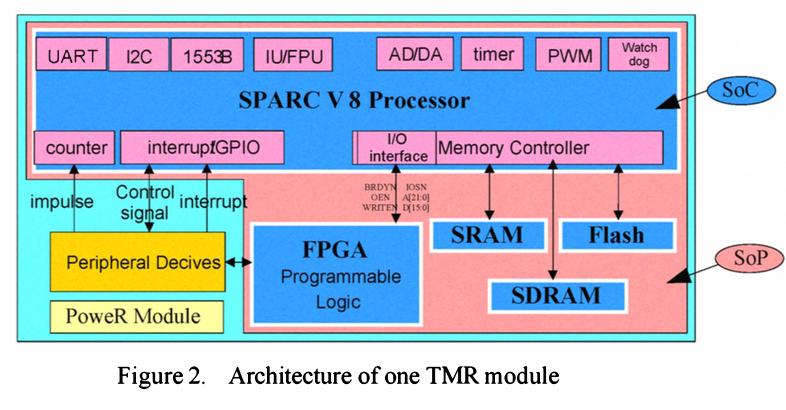 UART I2C 1553B IU/FPU AD/DA timer PWM Watch
dog
SPARC V 8 Processor
SoC
counter interrupt/GPIO I/O
interface Memory Controller
impulse Control
signal interrupt
BRDYN IOSN
OEN A[21:0]
WRITEN D[15:0]
SRAM Flash
FPGA
Programmable
Logic
Peripheral Decives
SoP
SDRAM
PoweR Module
Figure 2. Architecture of one TMR module